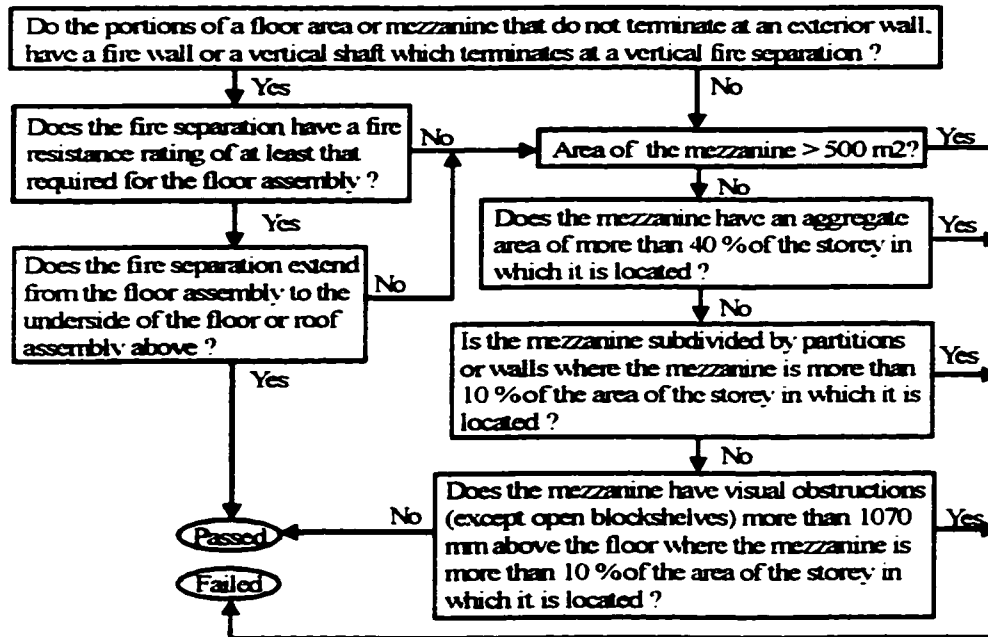 Do the portions of a floor area or mezzanine that do not terminate at an exterior wall,
have a fire wall or a vertical shaft which terminates at a vertical fire separation ?
Yes
No
Does the fire separation have a fire
resistance rating of at least that
required for the floor assembly ?
No
Area of the mezzanine > 500 m2?
Yes
Yes
No
Does the mezzanine have an aggregate
area of more than 40 % of the storey in
which it is located ?
Yes
Does the fire separation extend
from the floor assembly to the
underside of the floor or roof
assembly above ?
No
No
Is the mezzanine subdivided by partitions
or walls where the mezzanine is more than
10 % of the area of the storey in which it is
located ?
Yes
Yes
No
Does the mezzanine have visual obstructions
(except open blockshelves) more than 1070
mm above the floor where the mezzanine is
more than 10 % of the area of the storey in
which it is located ?
No
Yes
Passed
Failed